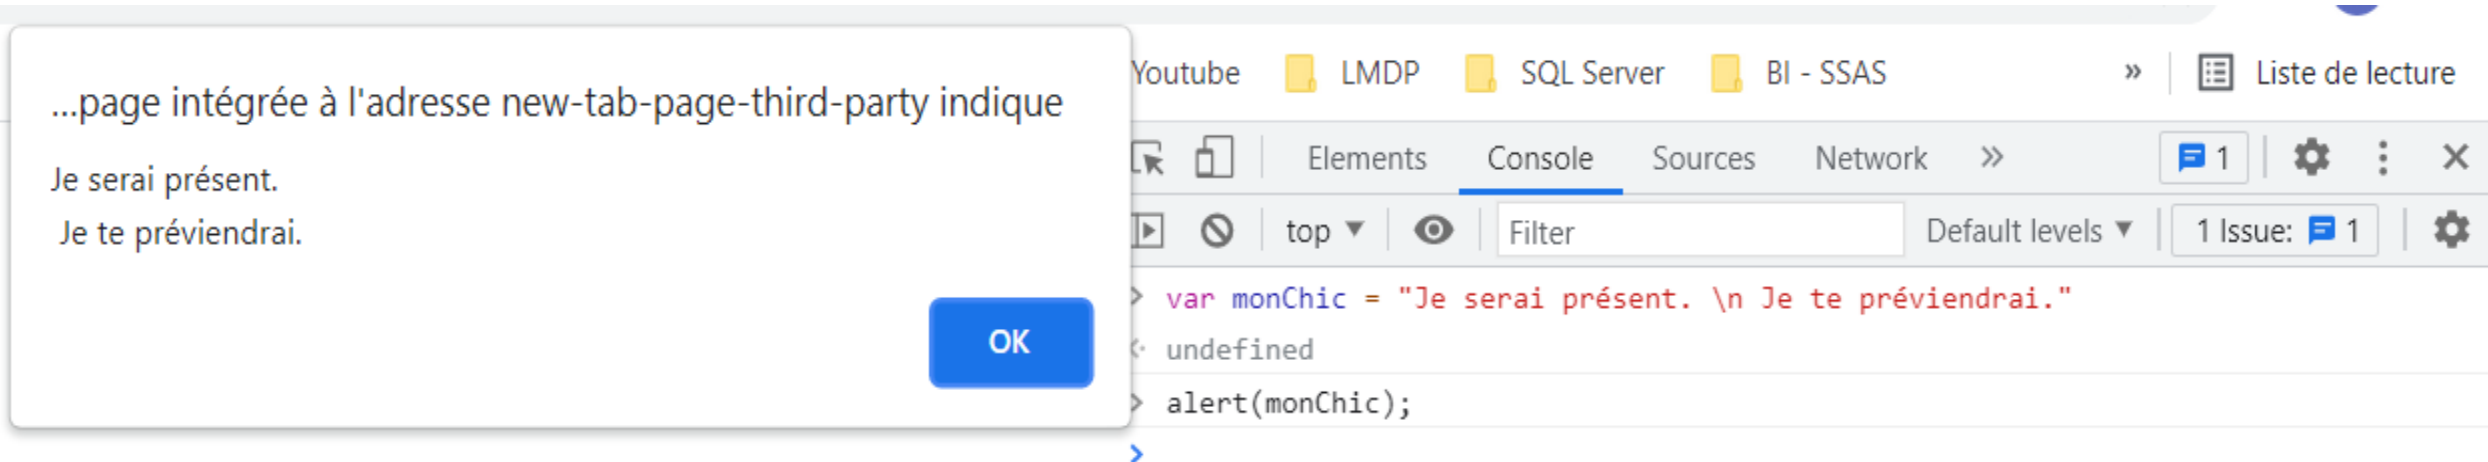 ...page intégrée à l'adresse new-tab-page-third-party indique
Je serai présent.
Je te préviendrai.
OK
Youtube LMDP SQL Server BI - SSAS » Liste de lecture
Elements Console Sources Network » 1
top ▼ Filter Default levels ▼ 1 Issue: 1
> var monChic = "Je serai présent. \n Je te préviendrai."
undefined
> alert(monChic);
>